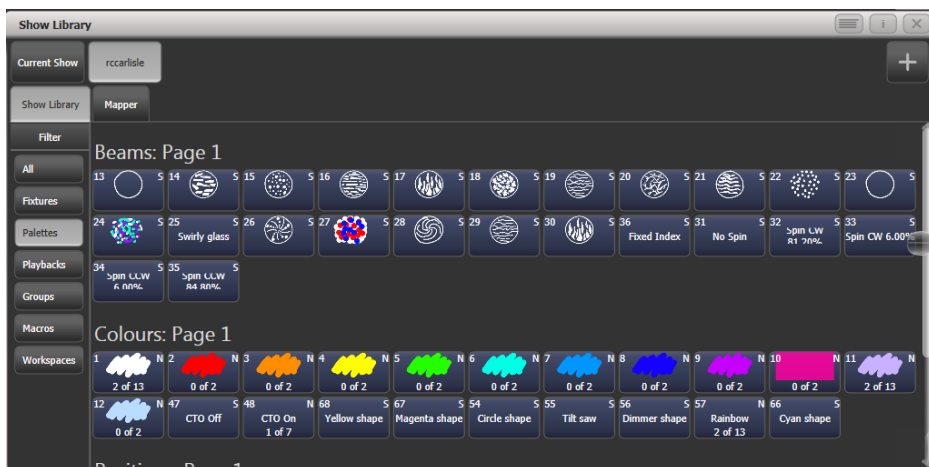 Show Library
i
Current Show
rccarlisle
+
Show Library
Mapper
Filter
All
Fixtures
Palettes
Playbacks
Groups
Macros
Workspaces
Beams: Page 1
13 S 14 S 15 S 16 S 17 S 18 S 19 S 20 S 21 S 22 S 23 S
24 S 25 S 26 S 27 S 28 S 29 S 30 S 36 S 31 S 32 S 33 S
Swirly glass Fixed Index No Spin Spin CW Spin CW 6.00%
81.20%
34 S 35 S
Spin CCW Spin CCW
6.00% 84.80%
Colours: Page 1
1 N 2 N 3 N 4 N 5 N 6 N 7 N 8 N 9 N 10 N 11 N
2 of 13 0 of 2 0 of 2 0 of 2 0 of 2 0 of 2 0 of 2 0 of 2 0 of 2 0 of 2 2 of 13
12 N 47 S 48 N 68 S 67 S 54 S 55 S 56 S 57 N 66 S
CTO Off CTO On Yellow shape Magenta shape Circle shape Tilt saw Dimmer shape Rainbow Cyan shape
0 of 2 1 of 7 2 of 13